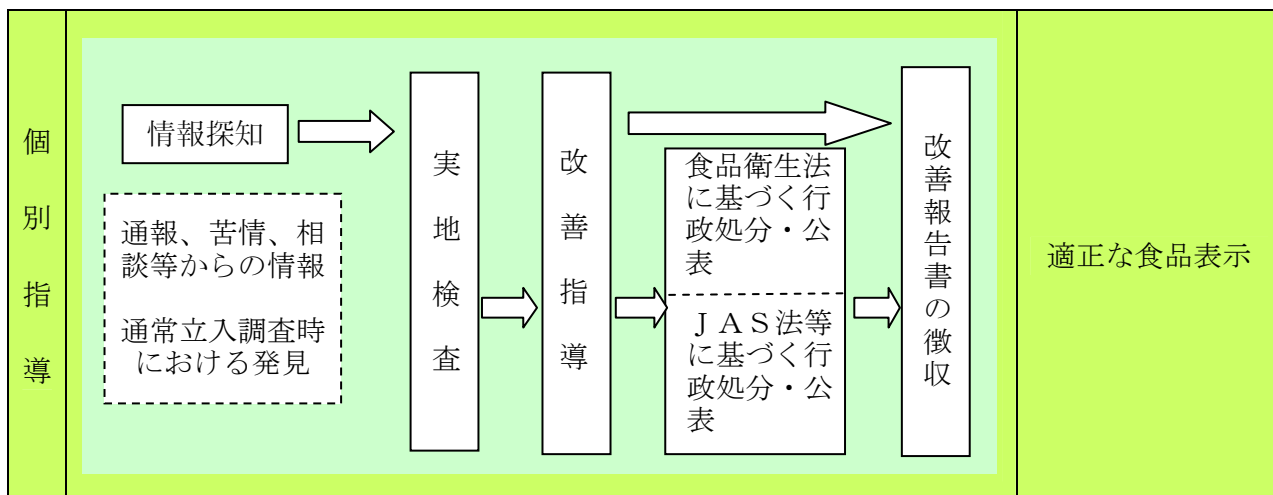 個別指導
情報探知
通報、苦情、相
談等からの情報
通常立入調査時
における発見
実地検査
改善指導
食品衛生法
に基づく行
政処分・公
表
ＪＡＳ法等
に基づく行
政処分・公
表
改善報告書の徴収
適正な食品表示